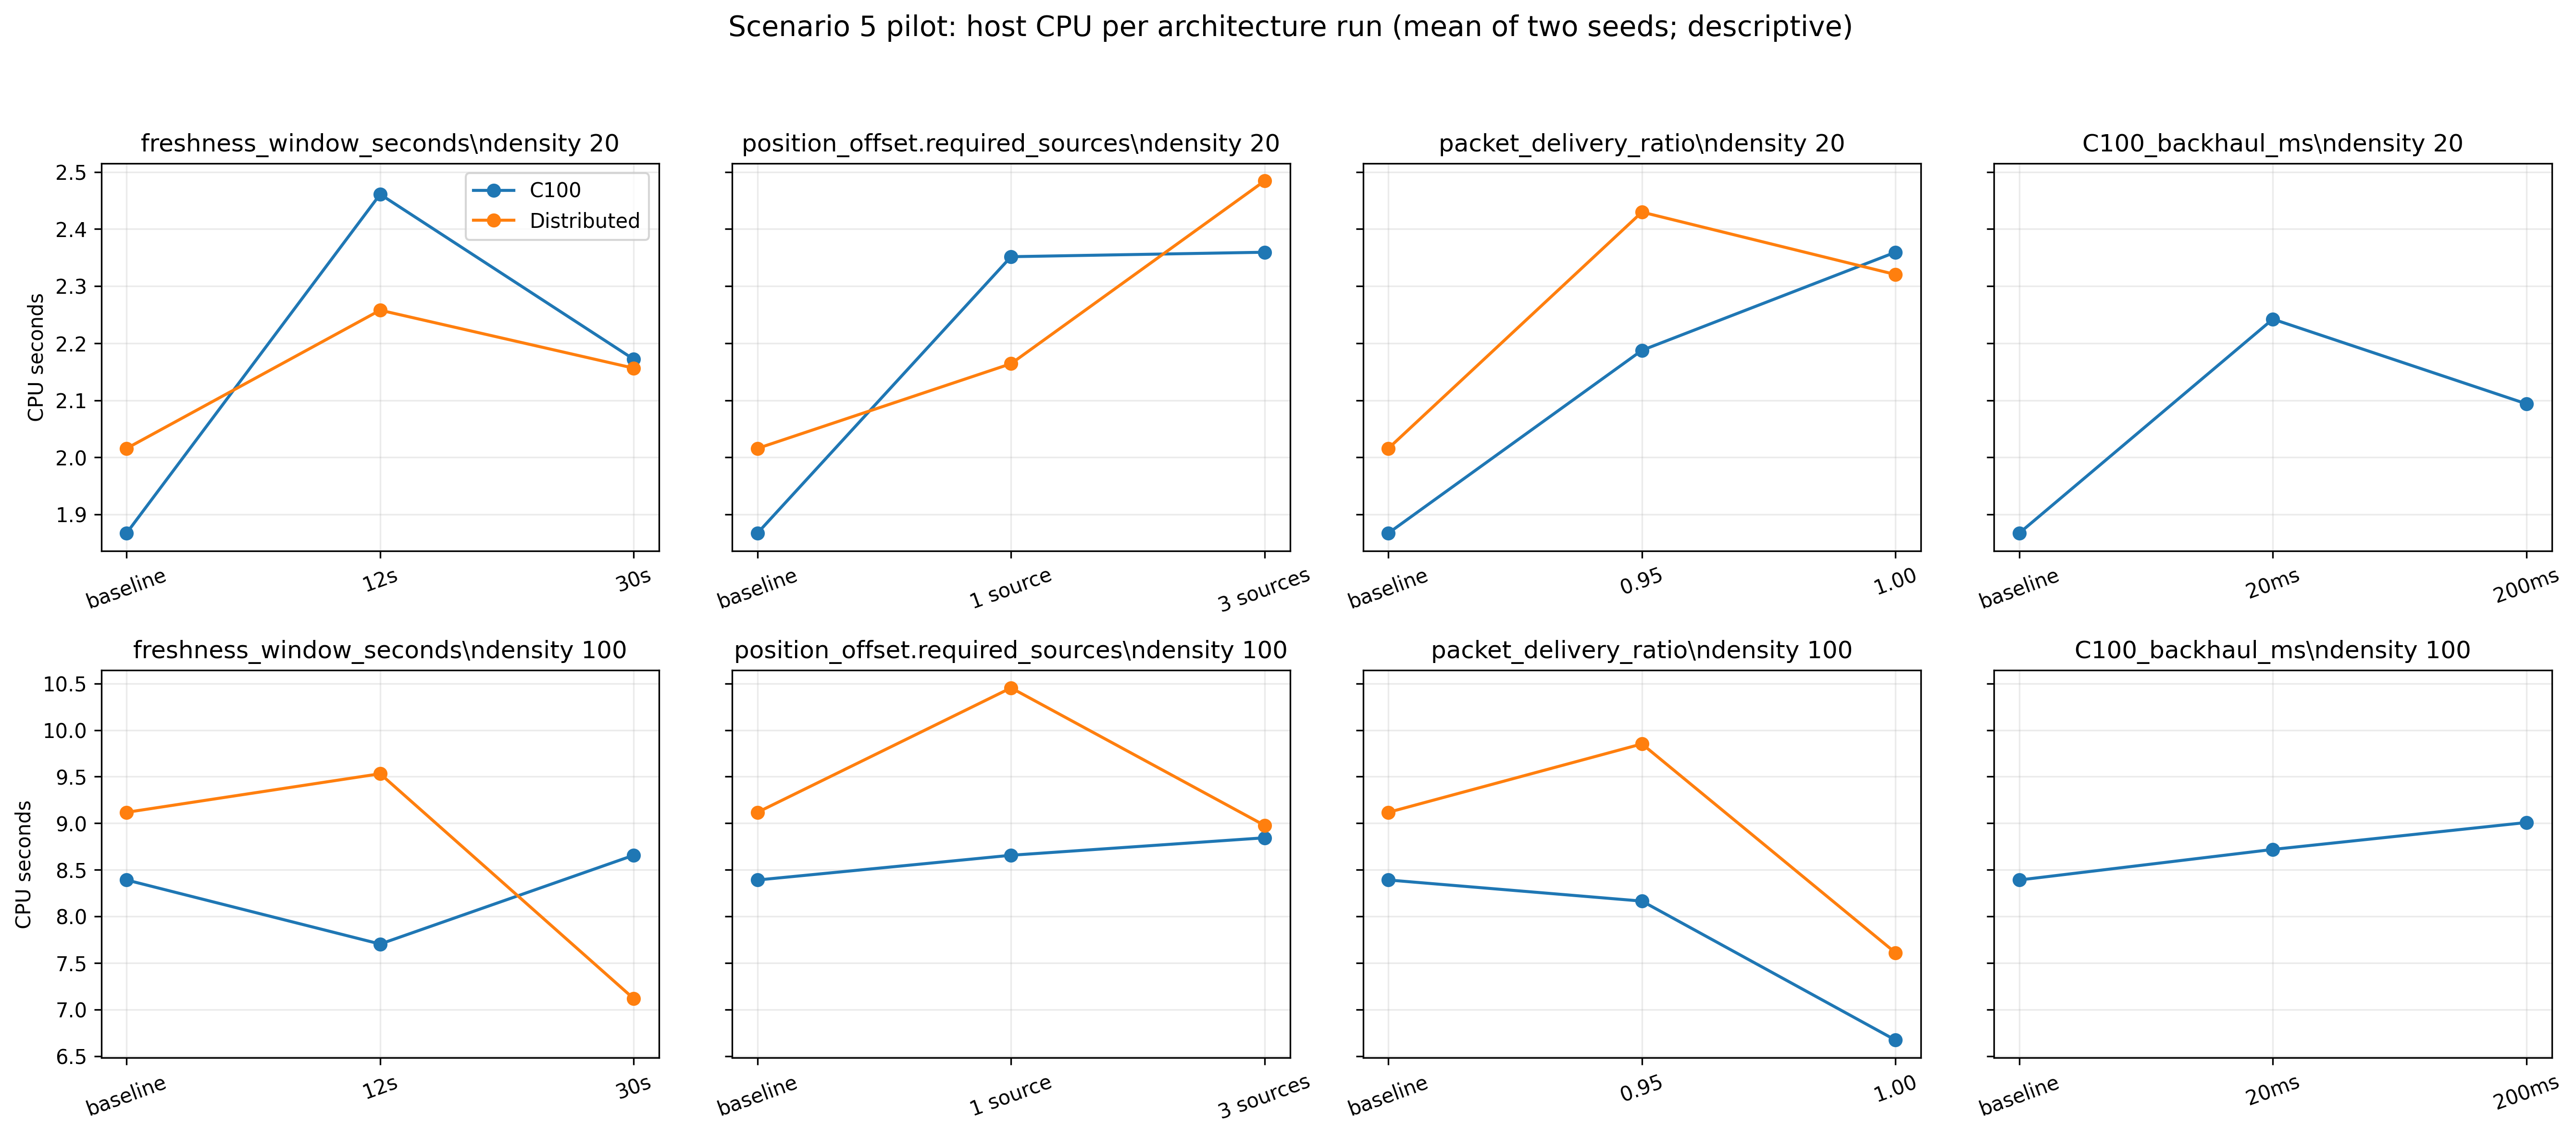 Scenario 5 pilot: host CPU per architecture run (mean of two seeds; descriptive)
freshness_window_seconds\ndensity 20
position_offset.required_sources\ndensity 20
packet_delivery_ratio\ndensity 20
C100_backhaul_ms\ndensity 20
CPU seconds
2.5
2.4
2.3
2.2
2.1
2.0
1.9
C100
Distributed
baseline
12s
30s
baseline
1 source
3 sources
baseline
0.95
1.00
baseline
20ms
200ms
freshness_window_seconds\ndensity 100
position_offset.required_sources\ndensity 100
packet_delivery_ratio\ndensity 100
C100_backhaul_ms\ndensity 100
CPU seconds
10.5
10.0
9.5
9.0
8.5
8.0
7.5
7.0
6.5
baseline
12s
30s
baseline
1 source
3 sources
baseline
0.95
1.00
baseline
20ms
200ms